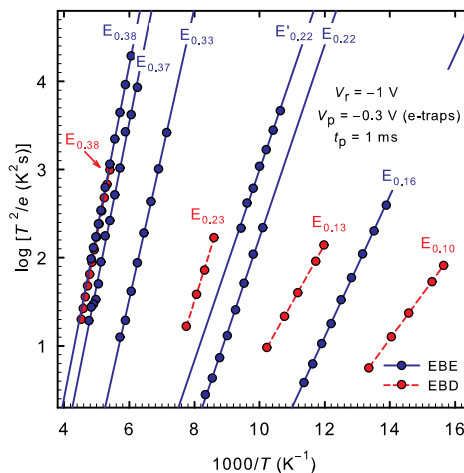 E0.38
E0.37
E0.33
E'0.22
E0.22
Vr = −1 V
Vp = −0.3 V (e-traps)
tp = 1 ms
E0.38
E0.23
E0.13
E0.16
E0.10
log [T²/e (K²s)]
4
3
2
1
EBE
EBD
4 6 8 10 12 14 16
1000/T (K⁻¹)